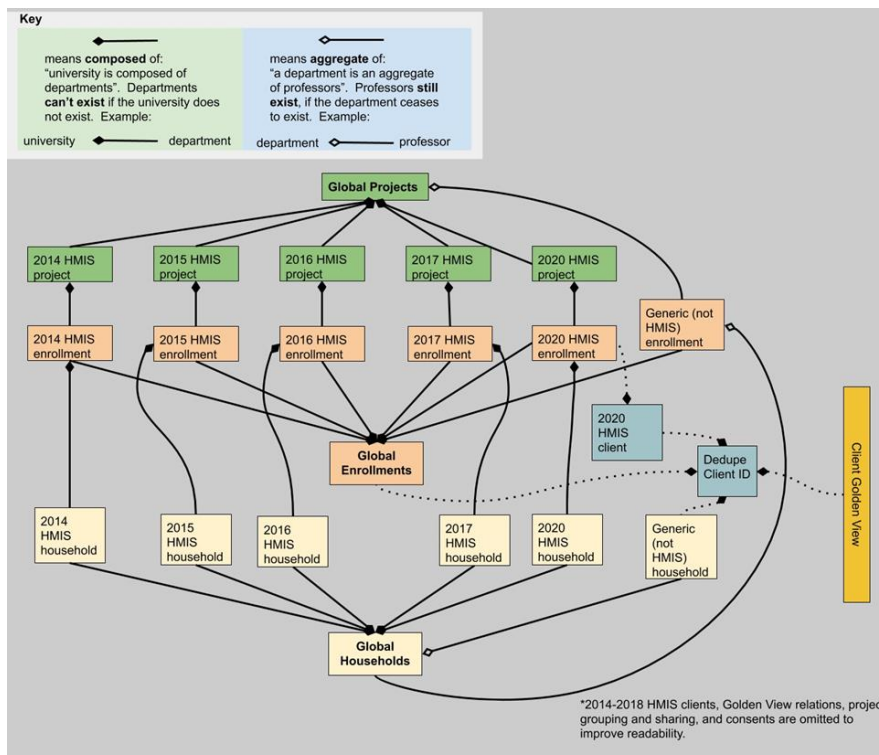 Key
means composed of:
“university is composed of
departments”.  Departments
can’t exist if the university does
not exist.  Example:
university
department
means aggregate of:
“a department is an aggregate
of professors”.  Professors still
exist, if the department ceases
to exist.  Example:
department
professor
Global Projects
2014 HMIS
project
2015 HMIS
project
2016 HMIS
project
2017 HMIS
project
2020 HMIS
project
2014 HMIS
enrollment
2015 HMIS
enrollment
2016 HMIS
enrollment
2017 HMIS
enrollment
2020 HMIS
enrollment
Generic (not
HMIS)
enrollment
2020
HMIS
client
Global
Enrollments
Dedupe
Client ID
Client Golden View
2014
HMIS
household
2015
HMIS
household
2016
HMIS
household
2017
HMIS
household
2020
HMIS
household
Generic
(not
HMIS)
household
Global
Households
*2014-2018 HMIS clients, Golden View relations, projec
grouping and sharing, and consents are omitted to
improve readability.